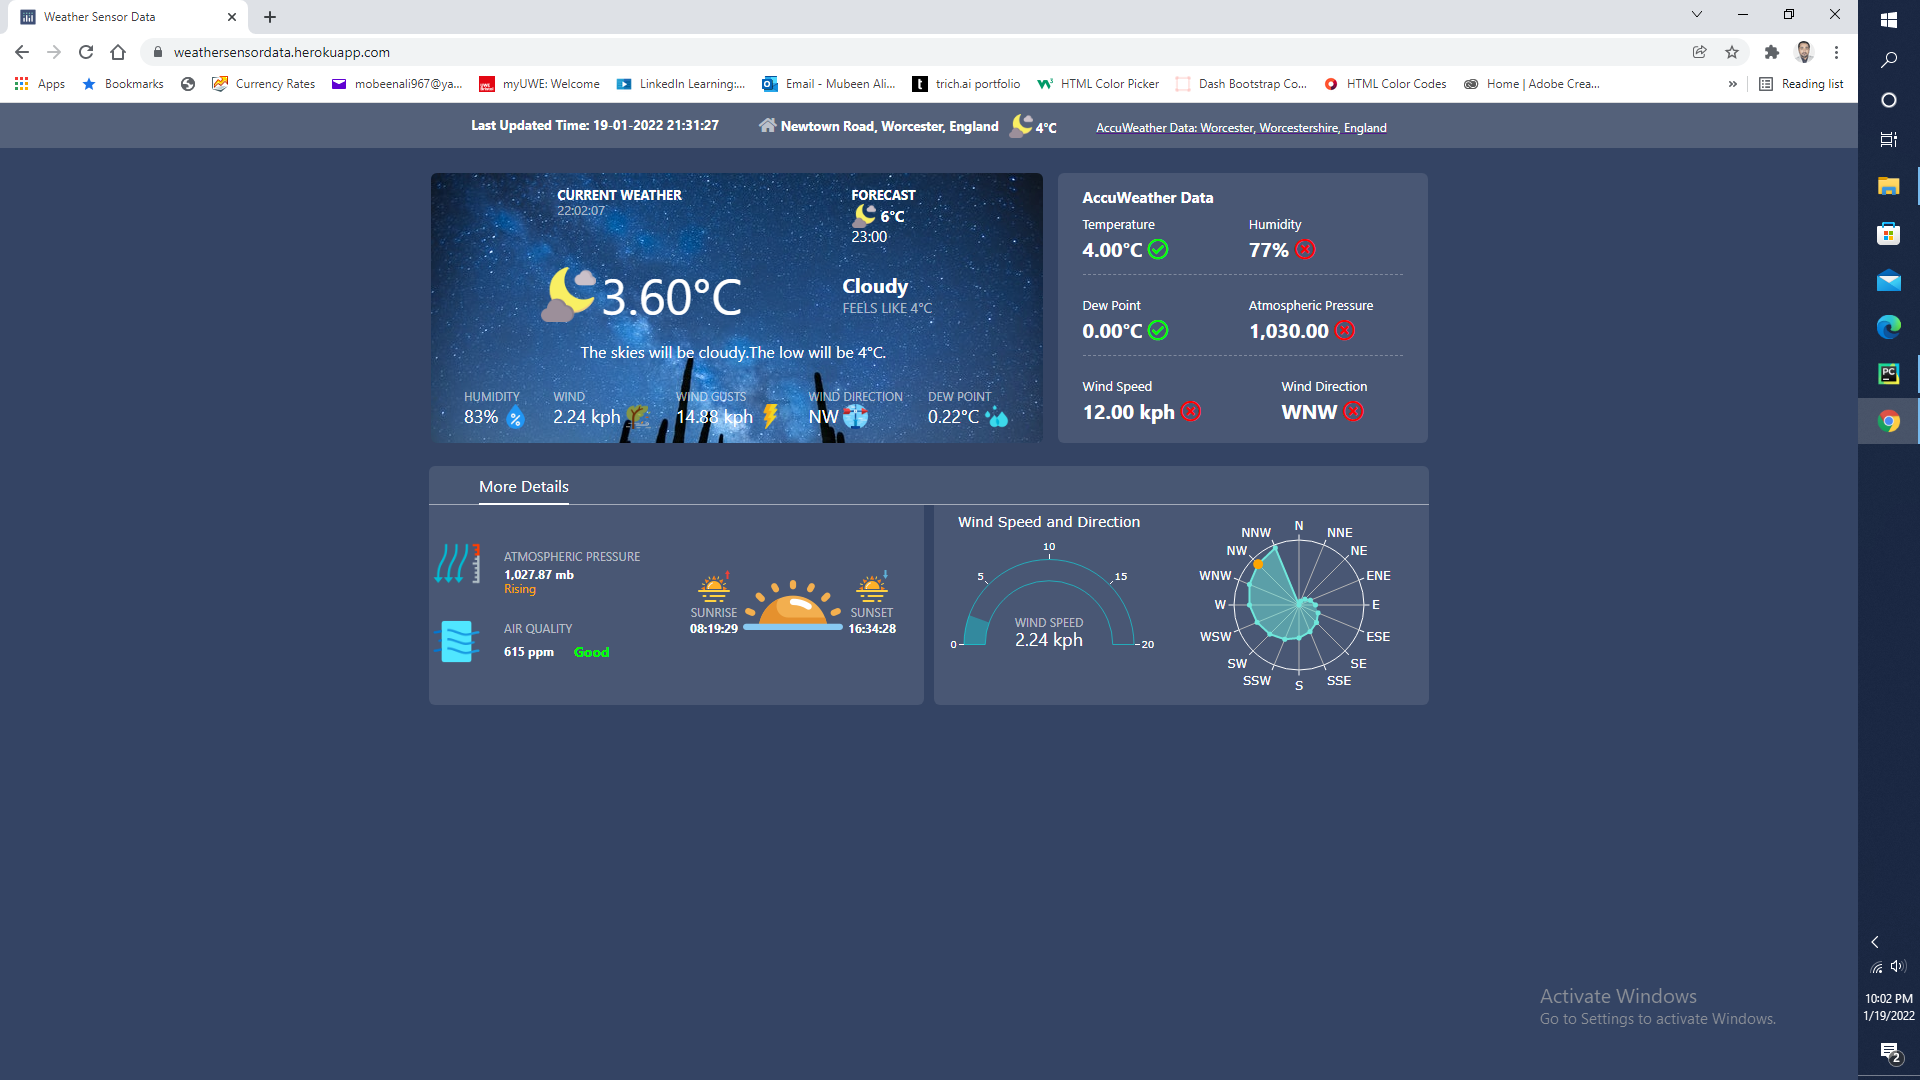 Weather Sensor Data
weathersensordata.herokuapp.com
Apps
Bookmarks
Currency Rates
mobeenali967@ya...
myUWE: Welcome
LinkedIn Learning:...
Email - Mubeen Ali...
trich.ai portfolio
HTML Color Picker
Dash Bootstrap Co...
HTML Color Codes
Home | Adobe Crea...
»
Reading list
Last Updated Time: 19-01-2022 21:31:27
Newtown Road, Worcester, England
4°C
AccuWeather Data: Worcester, Worcestershire, England
CURRENT WEATHER
22:02:07
FORECAST
6°C
23:00
3.60°C
Cloudy
FEELS LIKE 4°C
The skies will be cloudy.The low will be 4°C.
HUMIDITY
83%
WIND
2.24 kph
WIND GUSTS
14.88 kph
WIND DIRECTION
NW
DEW POINT
0.22°C
AccuWeather Data
Temperature
4.00°C
Humidity
77%
Dew Point
0.00°C
Atmospheric Pressure
1,030.00
Wind Speed
12.00 kph
Wind Direction
WNW
More Details
ATMOSPHERIC PRESSURE
1,027.87 mb
Rising
AIR QUALITY
615 ppm Good
SUNRISE
08:19:29
SUNSET
16:34:28
Wind Speed and Direction
0
5
10
15
20
WIND SPEED
2.24 kph
N
NNE
NE
ENE
E
ESE
SE
SSE
S
SSW
SW
WSW
W
WNW
NW
NNW
Activate Windows
Go to Settings to activate Windows.
PC
10:02 PM
1/19/2022
2